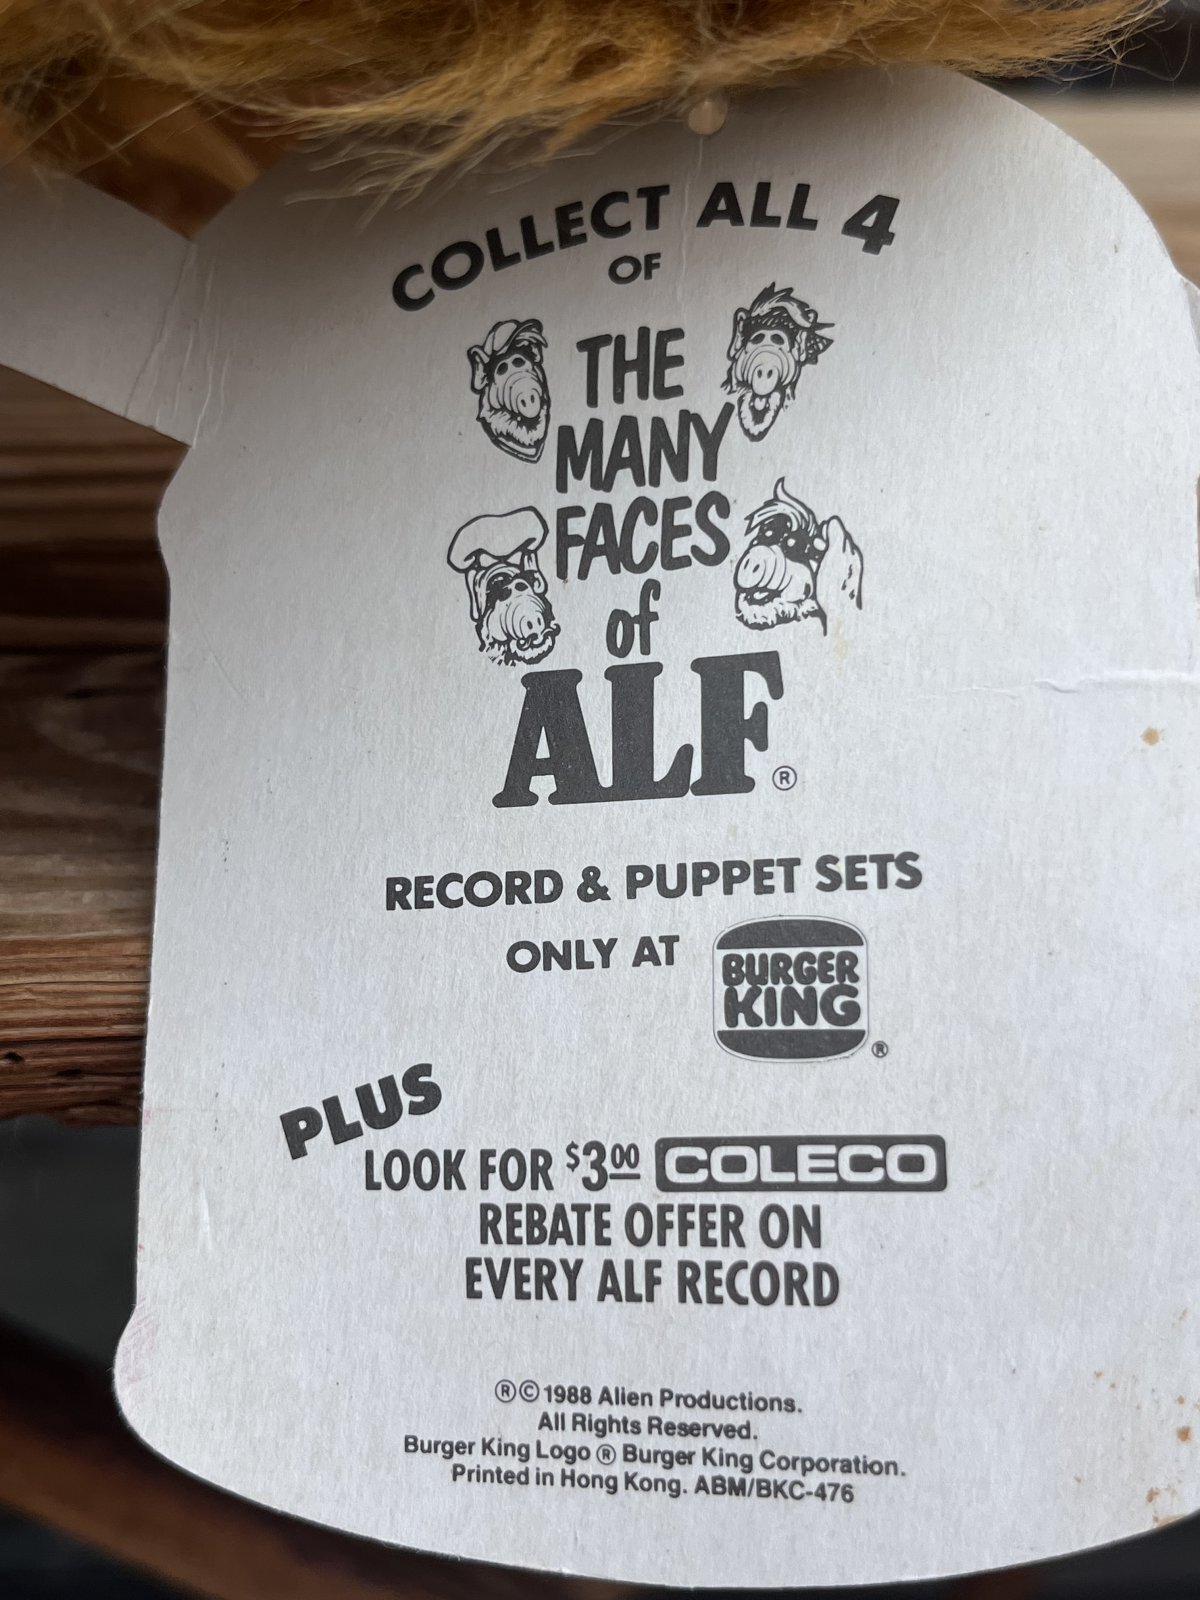 COLLECT ALL 4
OF
THE
MANY
FACES
of
ALF®
RECORD & PUPPET SETS
ONLY AT BURGER KING®
PLUS
LOOK FOR $3.00 COLECO
REBATE OFFER ON
EVERY ALF RECORD
®©1988 Alien Productions.
All Rights Reserved.
Burger King Logo ® Burger King Corporation.
Printed in Hong Kong. ABM/BKC-476